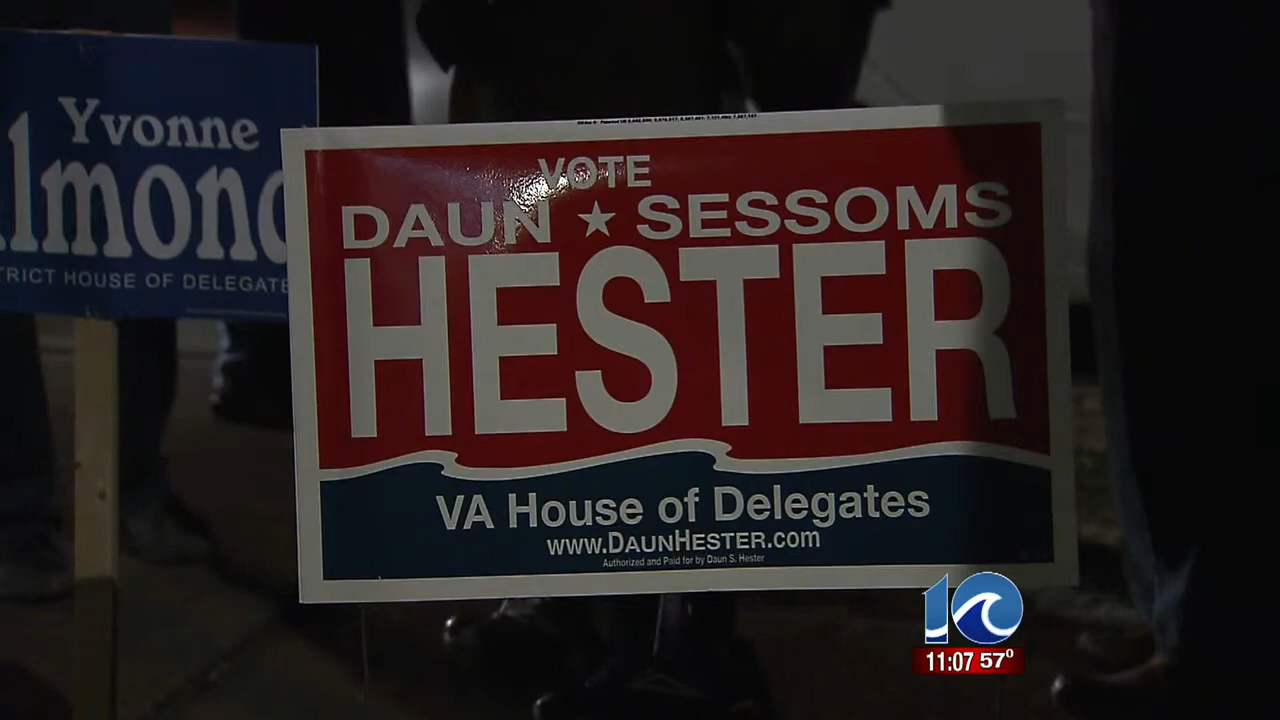 Yvonne
lmond
TRICT HOUSE OF DELEGATE
VOTE
DAUN ★ SESSOMS
HESTER
VA House of Delegates
www.DAUNHESTER.com
Authorized and Paid for by Daun S. Hester
10
11:07 57°